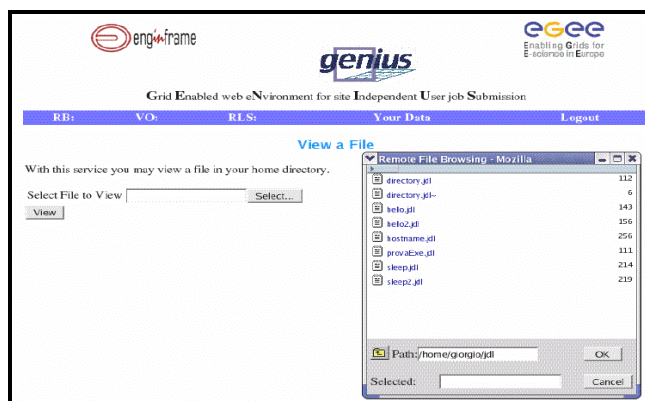 enginframe
genius
egee
Enabling Grids for
E-science in Europe
Grid Enabled web eNvironment for site Independent User job Submission
RB: VO: RLS: Your Data Logout
View a File
With this service you may view a file in your home directory.
Select File to View Select...
View
Remote File Browsing - Mozilla
directory.jdl 112
directory.jdl~ 6
hello.jdl 143
hello2.jdl 156
hostname.jdl 256
provaExe.jdl 111
sleep.jdl 214
sleep2.jdl 219
Path: /home/giorgio/jdl OK
Selected: Cancel